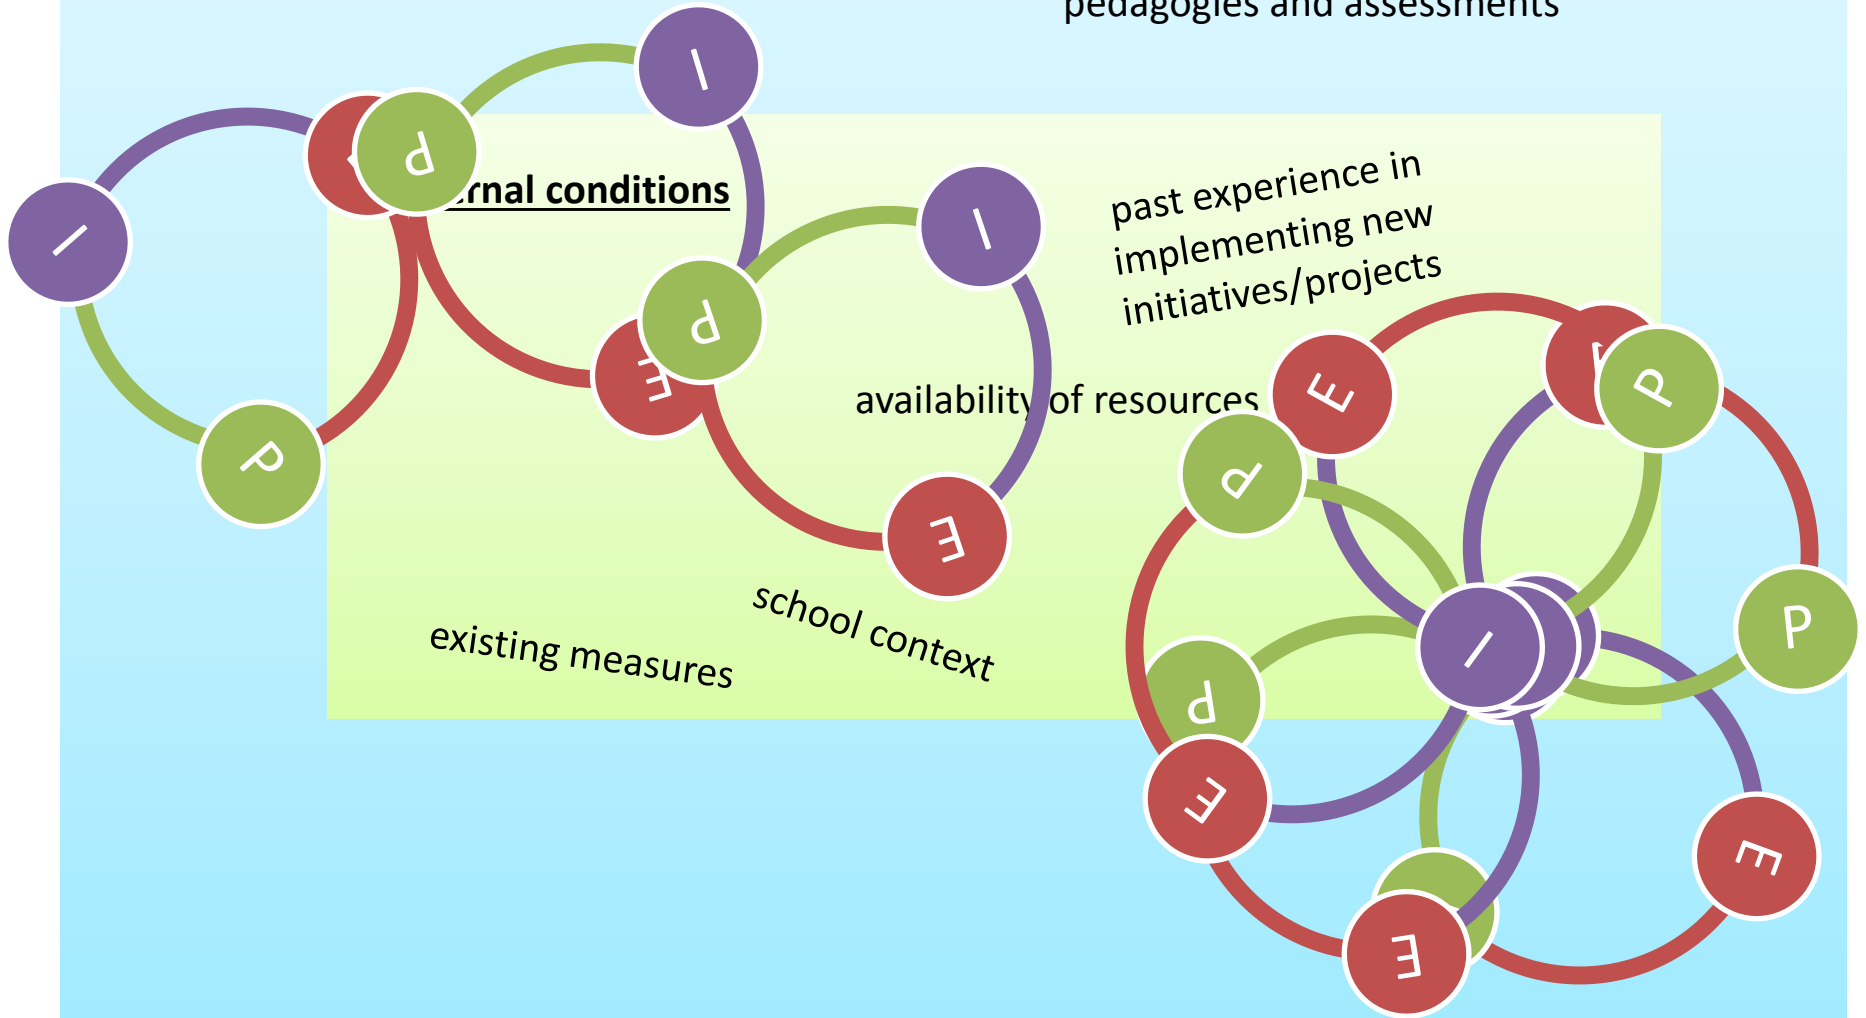 pedagogies and assessments
I
P
rnal conditions
I
past experience in
implementing new
initiatives/projects
I
P
E
E
P
availability of resources
E
P
P
P
E
school context
existing measures
I
P
P
E
E
E